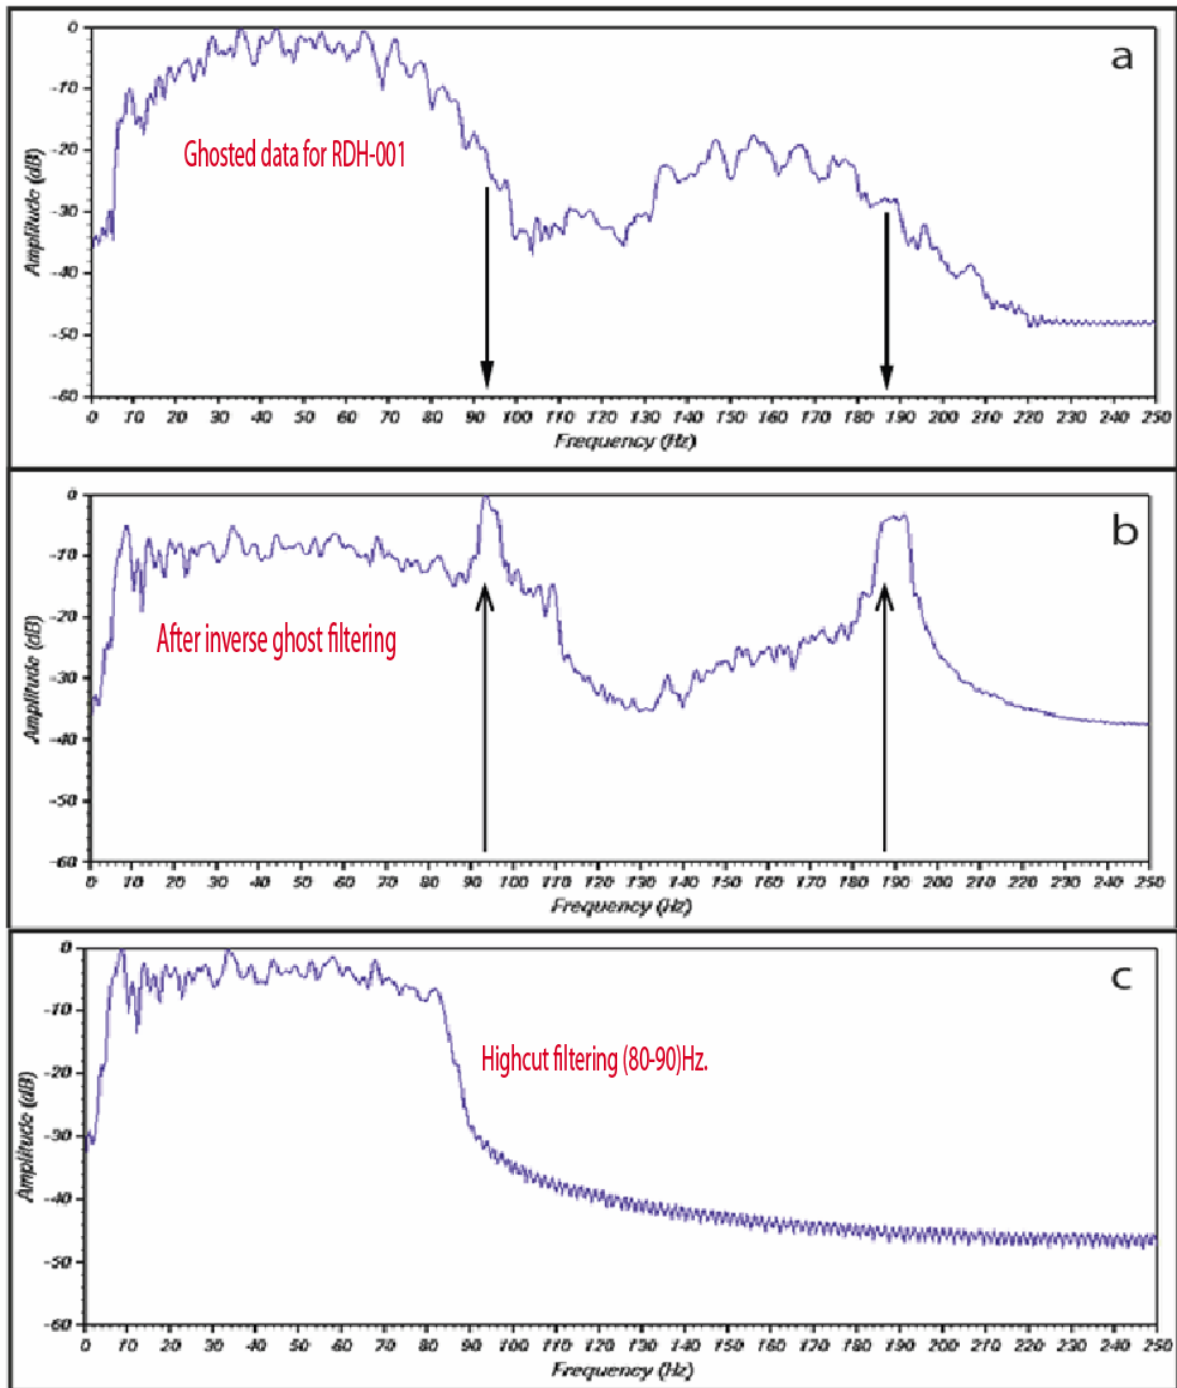 a
Ghosted data for RDH-001
Amplitude (dB)
0
-10
-20
-30
-40
-50
-60
0 10 20 30 40 50 60 70 80 90 100 110 120 130 140 150 160 170 180 190 200 210 220 230 240 250
Frequency (Hz)
b
After inverse ghost filtering
Amplitude (dB)
0
-10
-20
-30
-40
-50
-60
0 10 20 30 40 50 60 70 80 90 100 110 120 130 140 150 160 170 180 190 200 210 220 230 240 250
Frequency (Hz)
c
Highcut filtering (80-90)Hz.
Amplitude (dB)
0
-10
-20
-30
-40
-50
-60
0 10 20 30 40 50 60 70 80 90 100 110 120 130 140 150 160 170 180 190 200 210 220 230 240 250
Frequency (Hz)